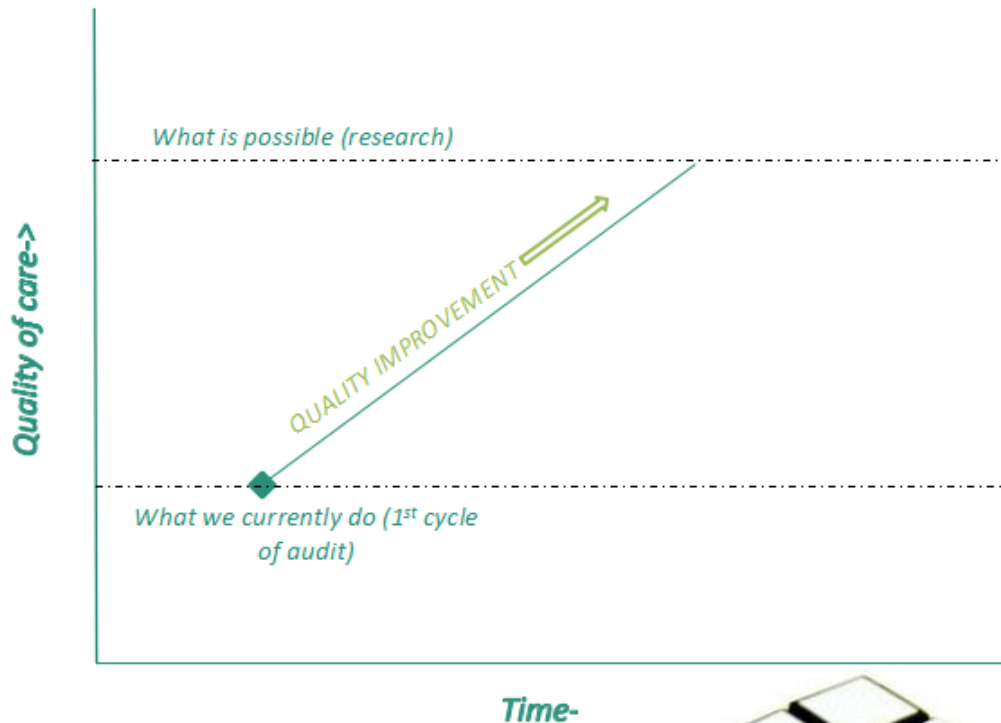 What is possible (research)
Quality of care->
QUALITY IMPROVEMENT
What we currently do (1st cycle
of audit)
Time-